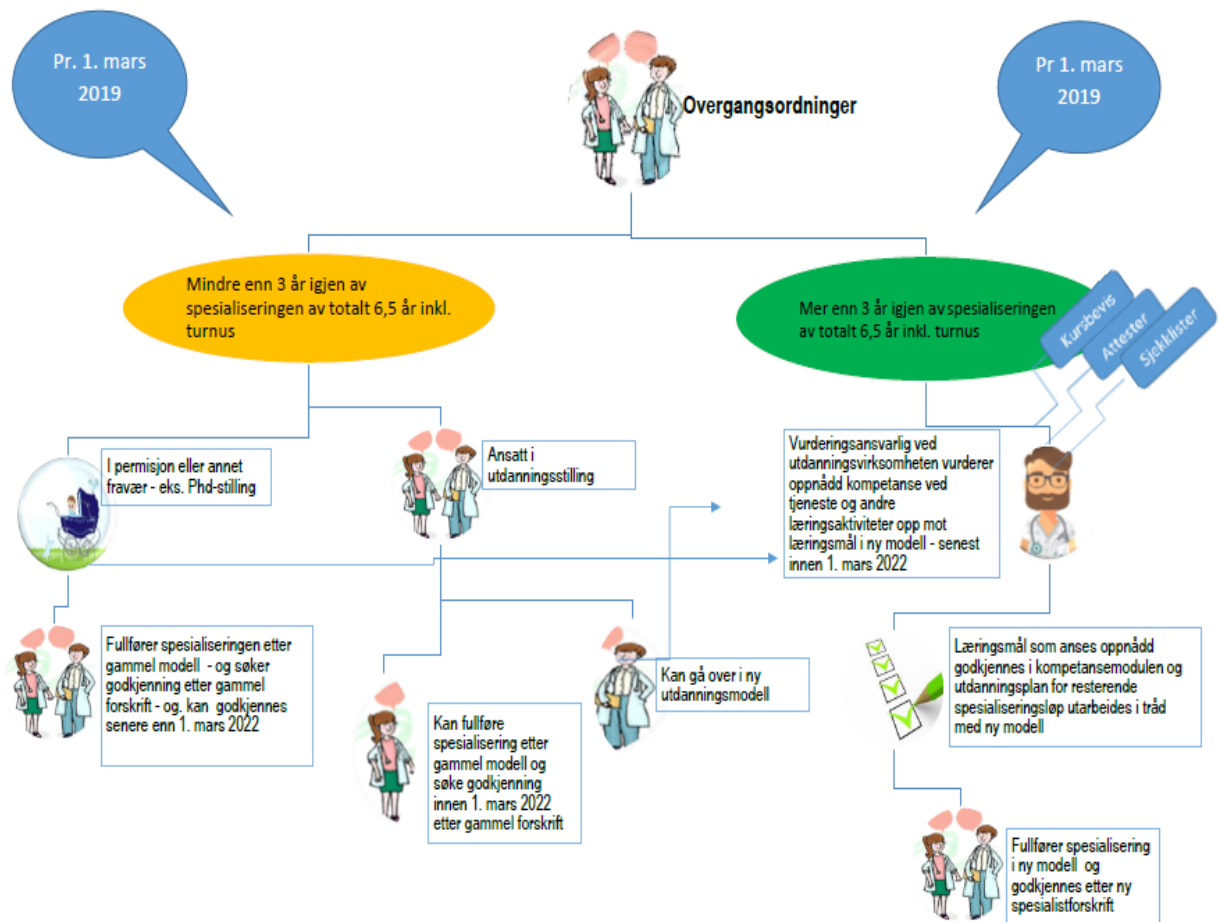 Pr. 1. mars
2019
Pr 1. mars
2019
Overgangsordninger
Mindre enn 3 år igjen av
spesialiseringen av totalt 6,5 år inkl.
turnus
Mer enn 3 år igjen av spesialiseringen
av totalt 6,5 år inkl. turnus
Kursbevis
Attester
Sjekklister
I permisjon eller annet
fravær - eks. Phd-stilling
Ansatt i
utdanningsstilling
Vurderingsansvarlig ved
utdanningsvirksomheten vurderer
oppnådd kompetanse ved
tjeneste og andre
læringsaktiviteter opp mot
læringsmål i ny modell - senest
innen 1. mars 2022
Fullfører spesialiseringen etter
gammel modell - og søker
godkjenning etter gammel
forskrift - og. kan godkjennes
senere enn 1. mars 2022
Kan fullføre
spesialisering etter
gammel modell og
søke godkjenning
innen 1. mars 2022
etter gammel forskrift
Kan gå over i ny
utdanningsmodell
Læringsmål som anses oppnådd
godkjennes i kompetansemodulen og
utdanningsplan for resterende
spesialiseringsløp utarbeides i tråd
med ny modell
Fullfører spesialisering
i ny modell og
godkjennes etter ny
spesialistforskrift